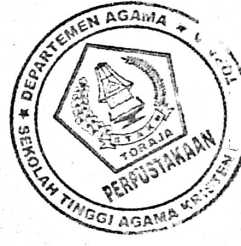 ★ DEPARTEMEN AGAMA ★
SEKOLAH TINGGI AGAMA KRISTEN
TORAJA
PERPUSTAKAAN